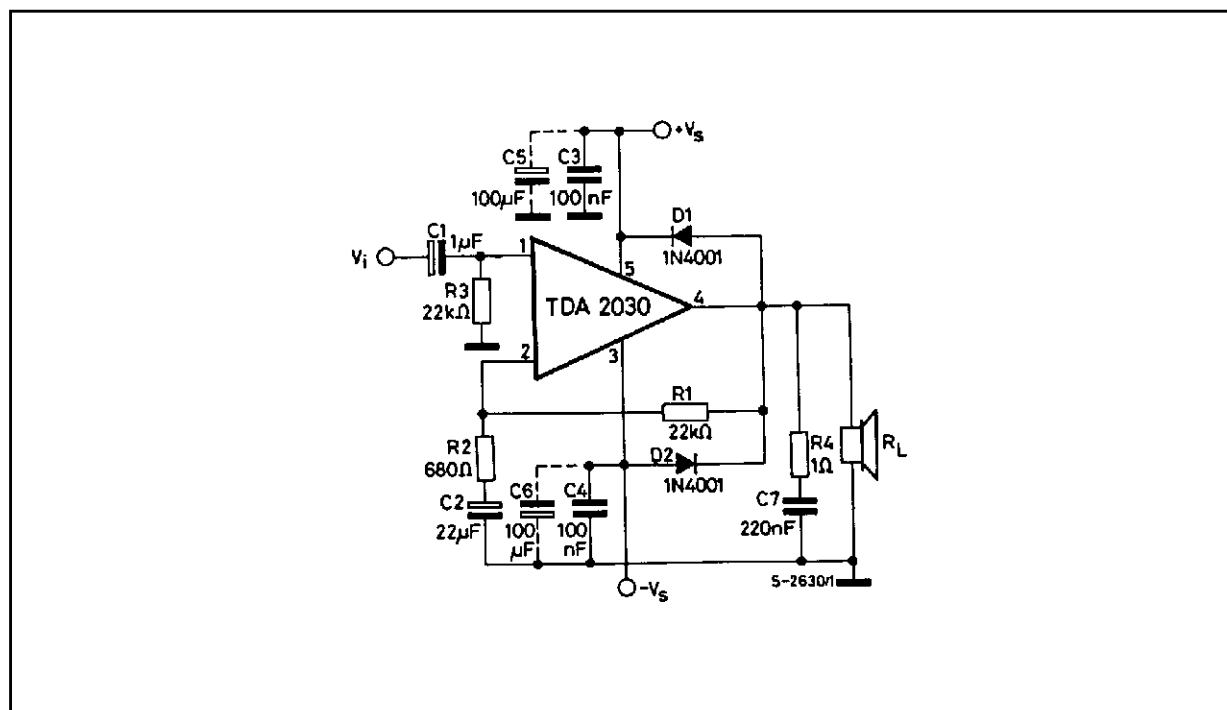 +Vs
C5
C3
100µF
100 nF
D1
1N4001
C1
1µF
Vi
1
5
R3
22kΩ
TDA 2030
4
2
3
R1
22kΩ
R2
680Ω
D2
1N4001
R4
1Ω
RL
C6
C4
C2
22µF
100
µF
100
nF
C7
220nF
5-2630/1
-Vs